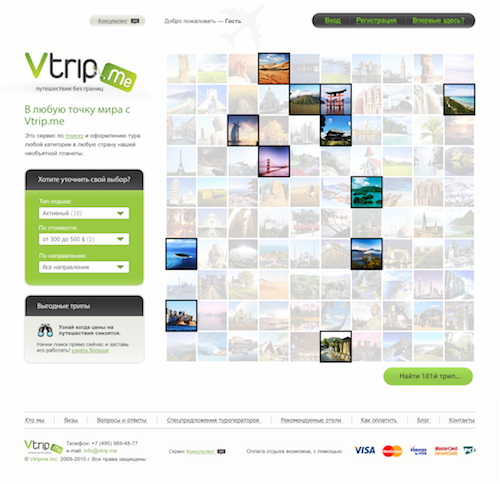 Консультант
Добро пожаловать — Гость
Вход
Регистрация
Впервые здесь?
Vtrip.me
путешествия без границ
В любую точку мира с
Vtrip.me
Это сервис по поиску и оформлению тура
любой категории в любую страну нашей
необъятной планеты.
Хотите уточнить свой выбор?
Тип отдыха:
Активный (10)
По стоимости:
от 300 до 500 $ (2)
По направлению:
Все направления
Выгодные трипы
Узнай когда цены на
путешествия снизятся.
Начни поиск прямо сейчас и заставь
его работать! узнать больше
Найти 101й трип...
Кто мы
Визы
Вопросы и ответы
Спецпредложения туроператоров
Рекомендуемые отели
Как оплатить
Блог
Контакты
Vtrip.me
Телефон: +7 (495) 989-48-77
e-mail: info@vtrip.me
© Vtripme Inc. 2009-2010 г. Все права защищены
Сервис Консультант
Оплата отдыха возможна, с помощью:
VISA
MasterCard
Verified by VISA
MasterCard
SecureCode